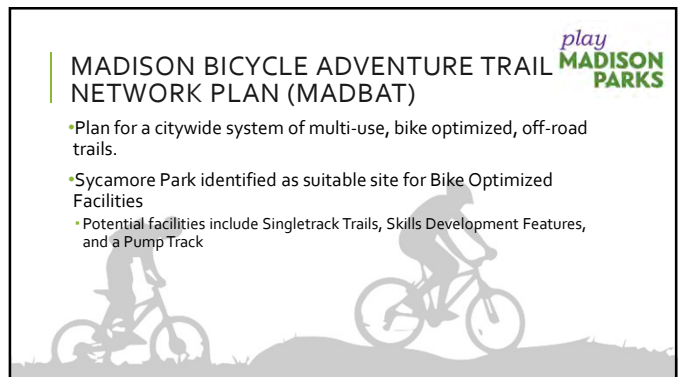 play
MADISON
PARKS
MADISON BICYCLE ADVENTURE TRAIL
NETWORK PLAN (MADBAT)
•Plan for a citywide system of multi-use, bike optimized, off-road
trails.
•Sycamore Park identified as suitable site for Bike Optimized
Facilities
▪ Potential facilities include Singletrack Trails, Skills Development Features,
and a Pump Track